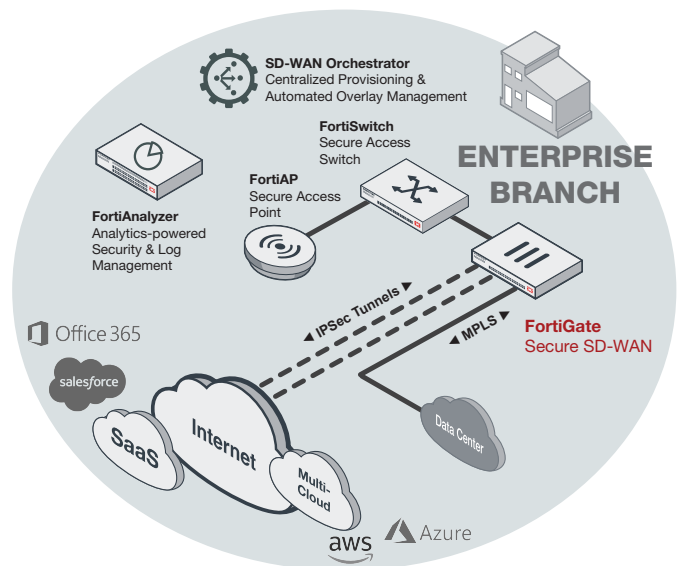 SD-WAN Orchestrator
Centralized Provisioning &
Automated Overlay Management
FortiSwitch
Secure Access
Switch
ENTERPRISE
BRANCH
FortiAP
Secure Access
Point
FortiAnalyzer
Analytics-powered
Security & Log
Management
◄ IPSec Tunnels ►
◄ MPLS ►
FortiGate
Secure SD-WAN
Office 365
salesforce
SaaS
Internet
Multi-
Cloud
Data Center
aws
Azure